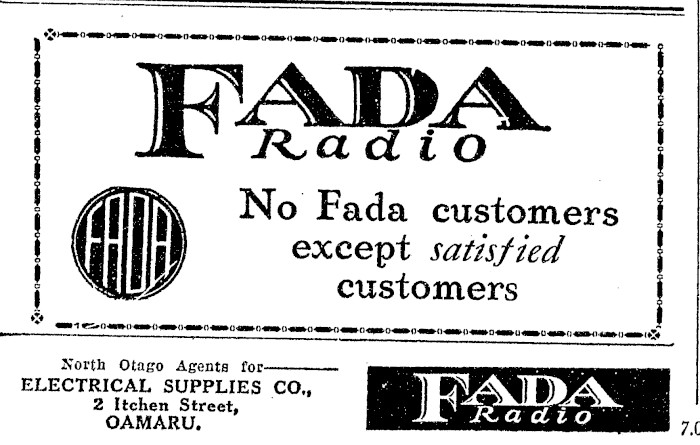 FADA
Radio
FADA
No Fada customers
except satisfied
customers
North Otago Agents for
ELECTRICAL SUPPLIES CO.,
2 Itchen Street,
OAMARU.
FADA
Radio